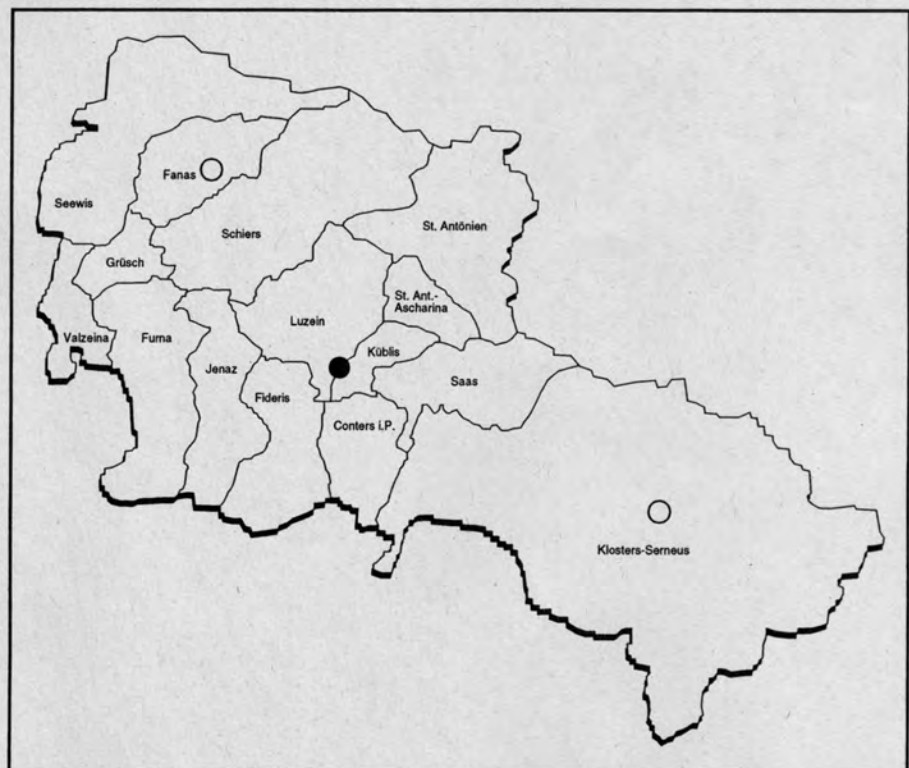 Fanas
Seewis
Schiers
St. Antönien
Grüsch
St. Ant.-
Ascharina
Luzein
Valzeina
Furna
Küblis
Jenaz
Saas
Fideris
Conters i.P.
Klosters-Serneus